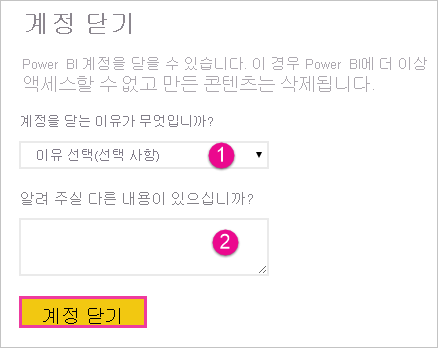 계정 닫기
Power BI 계정을 닫을 수 있습니다. 이 경우 Power BI에 더 이상
액세스할 수 없고 만든 콘텐츠는 삭제됩니다.
계정을 닫는 이유가 무엇입니까?
이유 선택(선택 사항) 1
알려 주실 다른 내용이 있으십니까?
2
계정 닫기